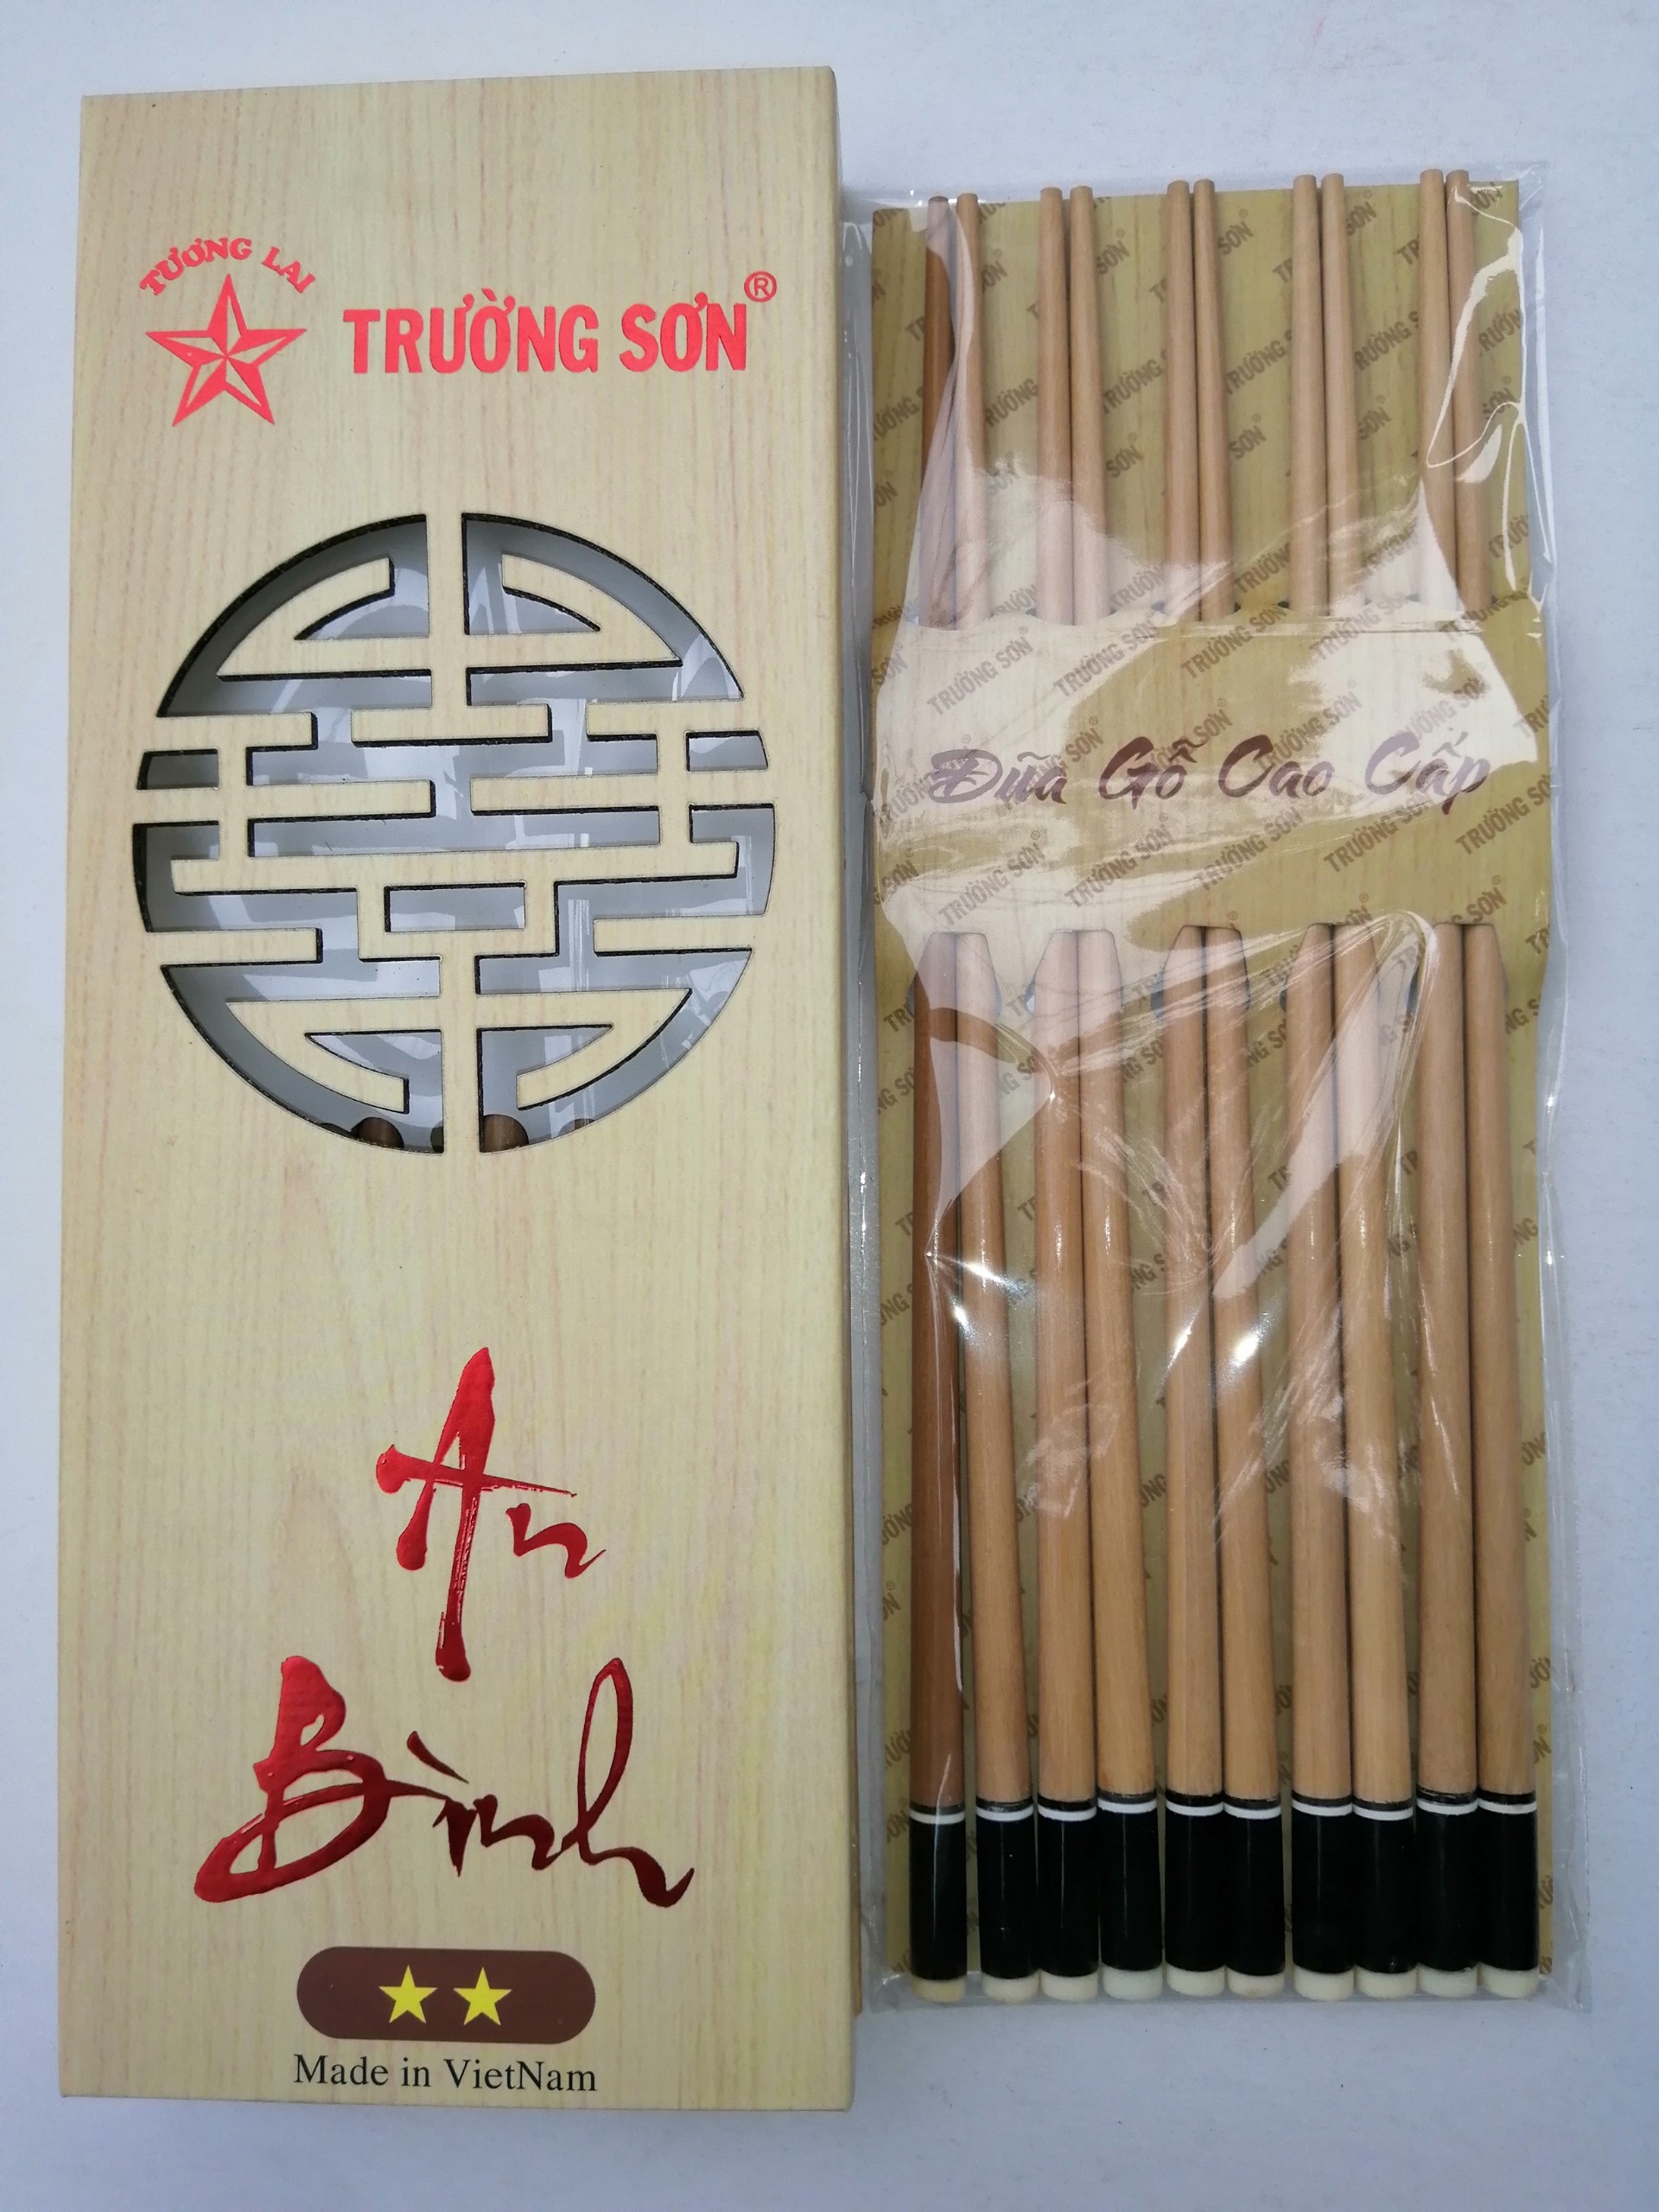 TƯƠNG LAI
TRƯỜNG SƠN®
An
Bình
Made in VietNam
Đũa Gỗ Cao Cấp
TRƯỜNG SƠN®